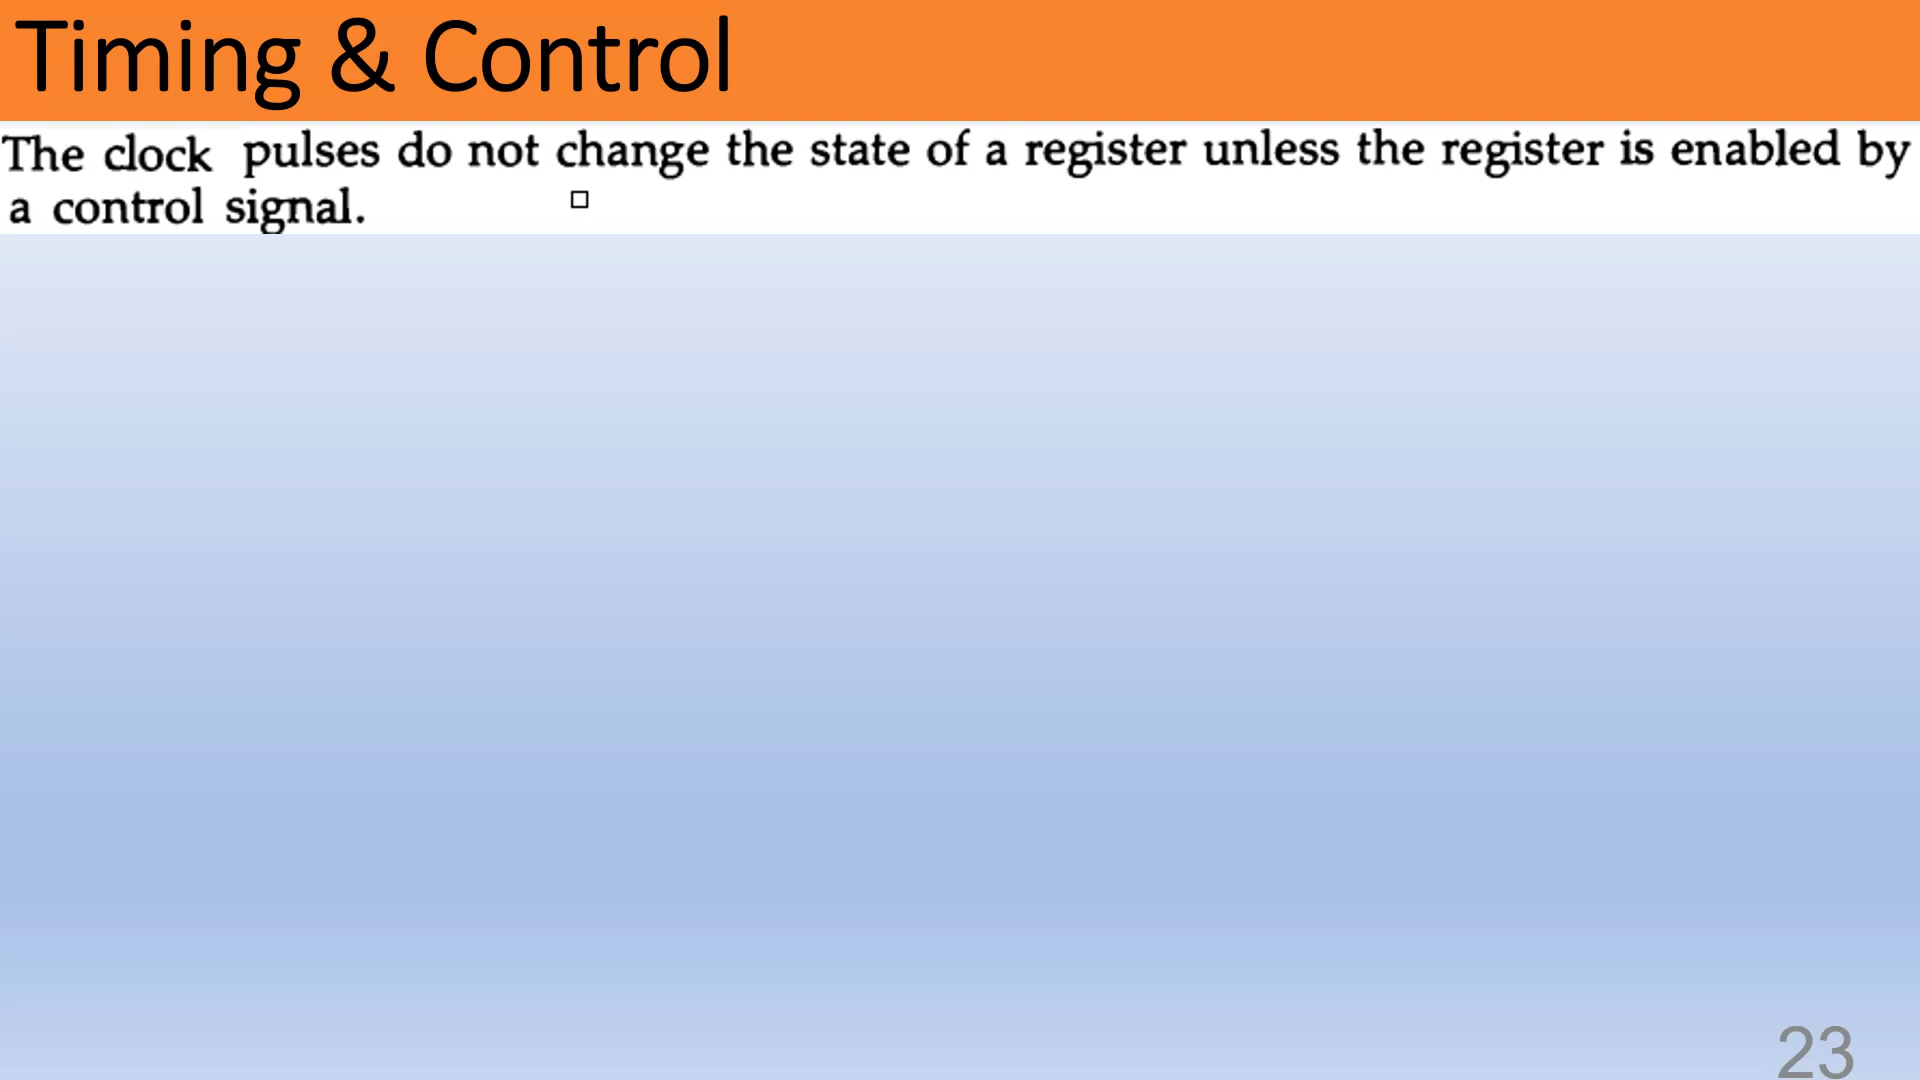 Timing & Control
The clock pulses do not change the state of a register unless the register is enabled by
a control signal.
23